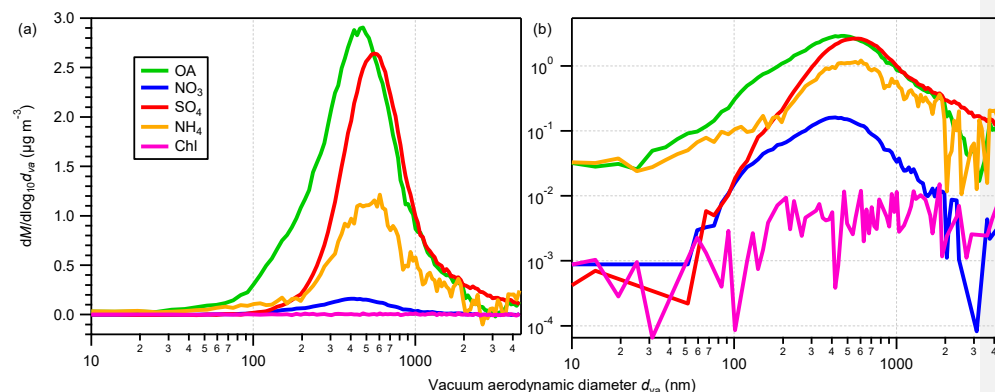 (a)
3.0
2.5
2.0
1.5
1.0
0.5
0.0
dM/dlog₁₀dva (µg m⁻³)
OA
NO₃
SO₄
NH₄
Chl
10 2 3 4 5 6 7 100 2 3 4 5 6 7 1000 2 3 4
(b)
10⁰
10⁻¹
10⁻²
10⁻³
10⁻⁴
10 2 3 4 5 6 7 100 2 3 4 5 6 7 1000 2 3 4
Vacuum aerodynamic diameter dva (nm)